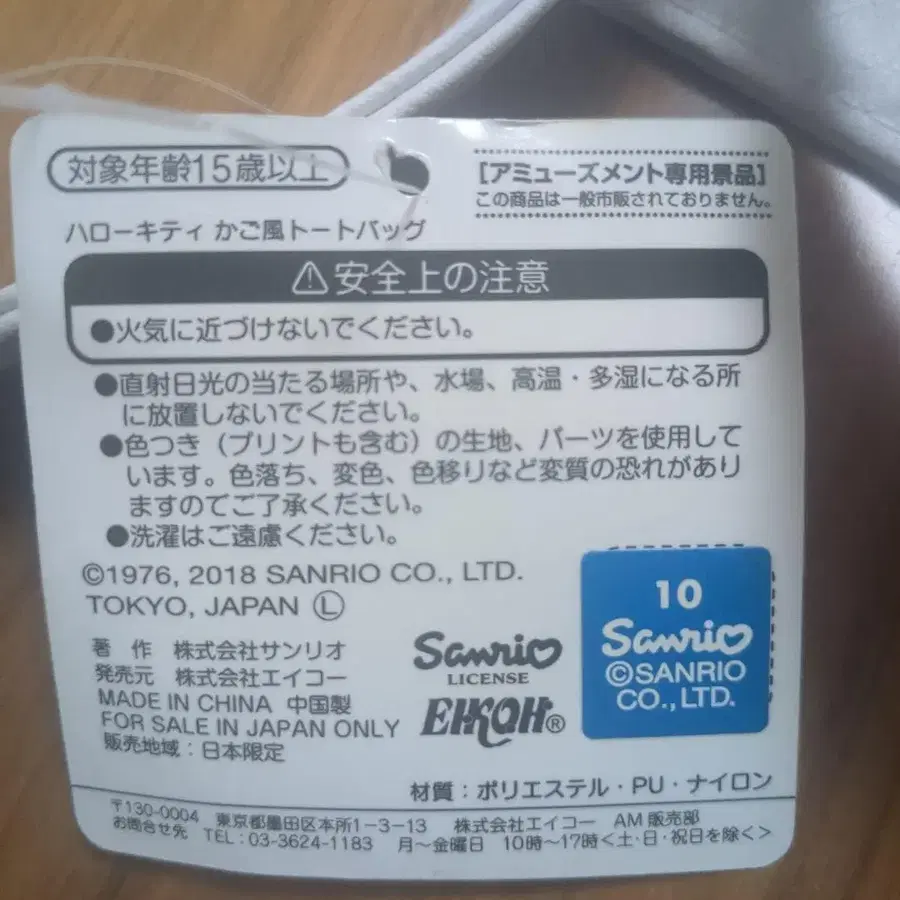 対象年齢15歳以上
[アミューズメント専用景品]
この商品は一般市販されておりません。
ハローキティ かご風トートバッグ
⚠安全上の注意
●火気に近づけないでください。
●直射日光の当たる場所や、水場、高温・多湿になる所
に放置しないでください。
●色つき（プリントも含む）の生地、パーツを使用して
います。色落ち、変色、色移りなど変質の恐れがあり
ますのでご了承ください。
●洗濯はご遠慮ください。
©1976, 2018 SANRIO CO., LTD.
TOKYO, JAPAN Ⓛ
著 作 株式会社サンリオ
発売元 株式会社エイコー
MADE IN CHINA 中国製
FOR SALE IN JAPAN ONLY
販売地域：日本限定
Sanrio
LICENSE
EIKOH®
10
Sanrio
©SANRIO
CO., LTD.
材質：ポリエステル・PU・ナイロン
〒130-0004 東京都墨田区本所1-3-13 株式会社エイコー AM販売部
お問合せ先 TEL：03-3624-1183 月～金曜日 10時～17時＜土・日・祝日を除く＞